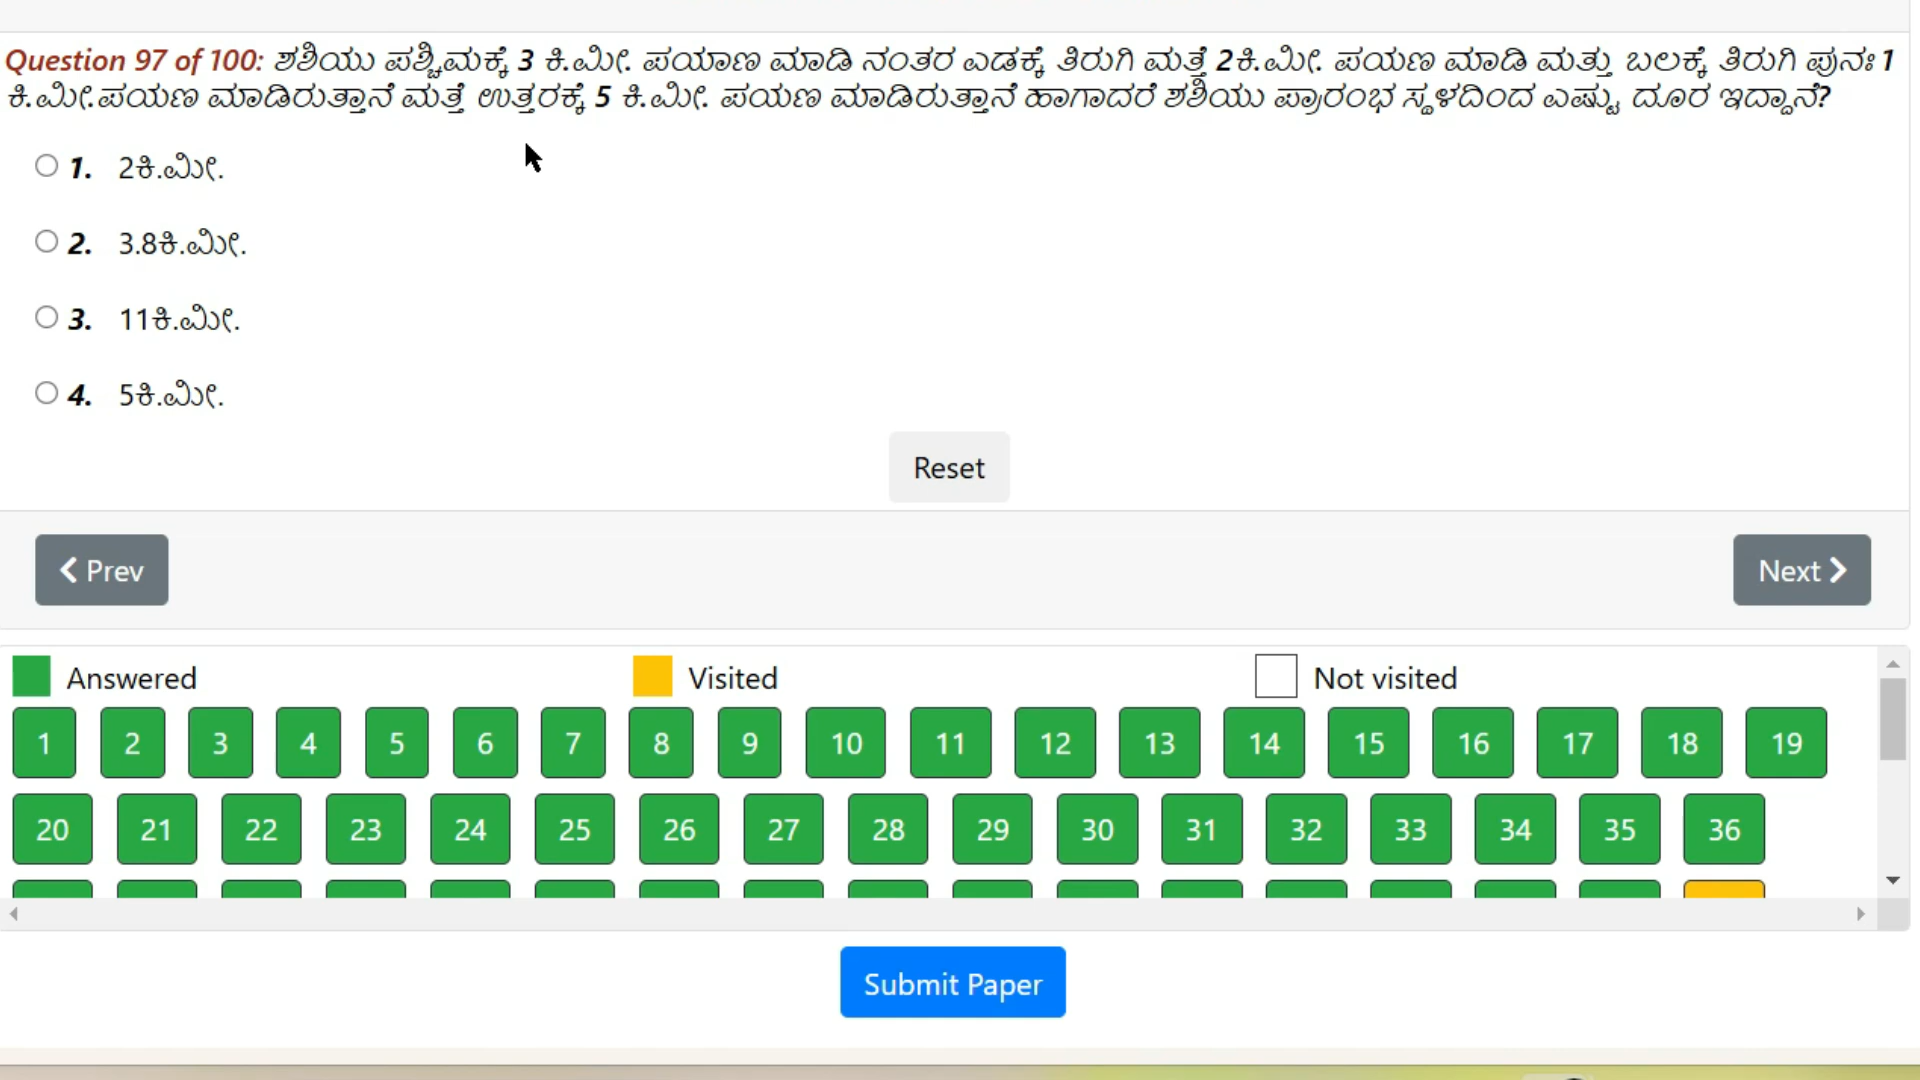 Question 97 of 100: ಶಶಿಯು ಪಶ್ಚಿಮಕ್ಕೆ 3 ಕಿ.ಮೀ. ಪಯಾಣ ಮಾಡಿ ನಂತರ ಎಡಕ್ಕೆ ತಿರುಗಿ ಮತ್ತೆ 2ಕಿ.ಮೀ. ಪಯಣ ಮಾಡಿ ಮತ್ತು ಬಲಕ್ಕೆ ತಿರುಗಿ ಪುನಃ 1
ಕಿ.ಮೀ.ಪಯಣ ಮಾಡಿರುತ್ತಾನೆ ಮತ್ತೆ ಉತ್ತರಕ್ಕೆ 5 ಕಿ.ಮೀ. ಪಯಣ ಮಾಡಿರುತ್ತಾನೆ ಹಾಗಾದರೆ ಶಶಿಯು ಪ್ರಾರಂಭ ಸ್ಥಳದಿಂದ ಎಷ್ಟು ದೂರ ಇದ್ದಾನೆ?
1. 2ಕಿ.ಮೀ.
2. 3.8ಕಿ.ಮೀ.
3. 11ಕಿ.ಮೀ.
4. 5ಕಿ.ಮೀ.
Reset
Prev Next
Answered Visited Not visited
1 2 3 4 5 6 7 8 9 10 11 12 13 14 15 16 17 18 19
20 21 22 23 24 25 26 27 28 29 30 31 32 33 34 35 36
Submit Paper